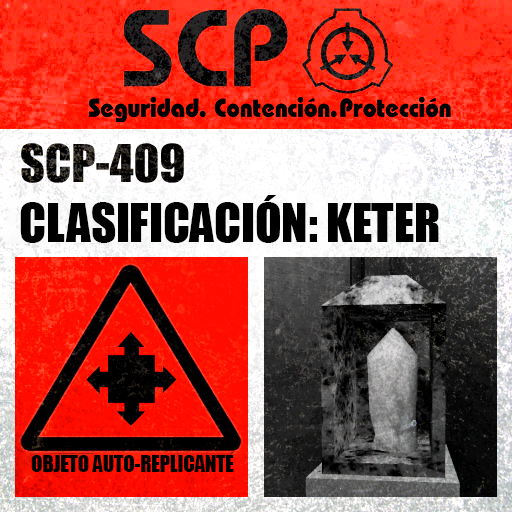 SCP
Seguridad. Contención.Protección
SCP-409
CLASIFICACIÓN: KETER
OBJETO AUTO-REPLICANTE